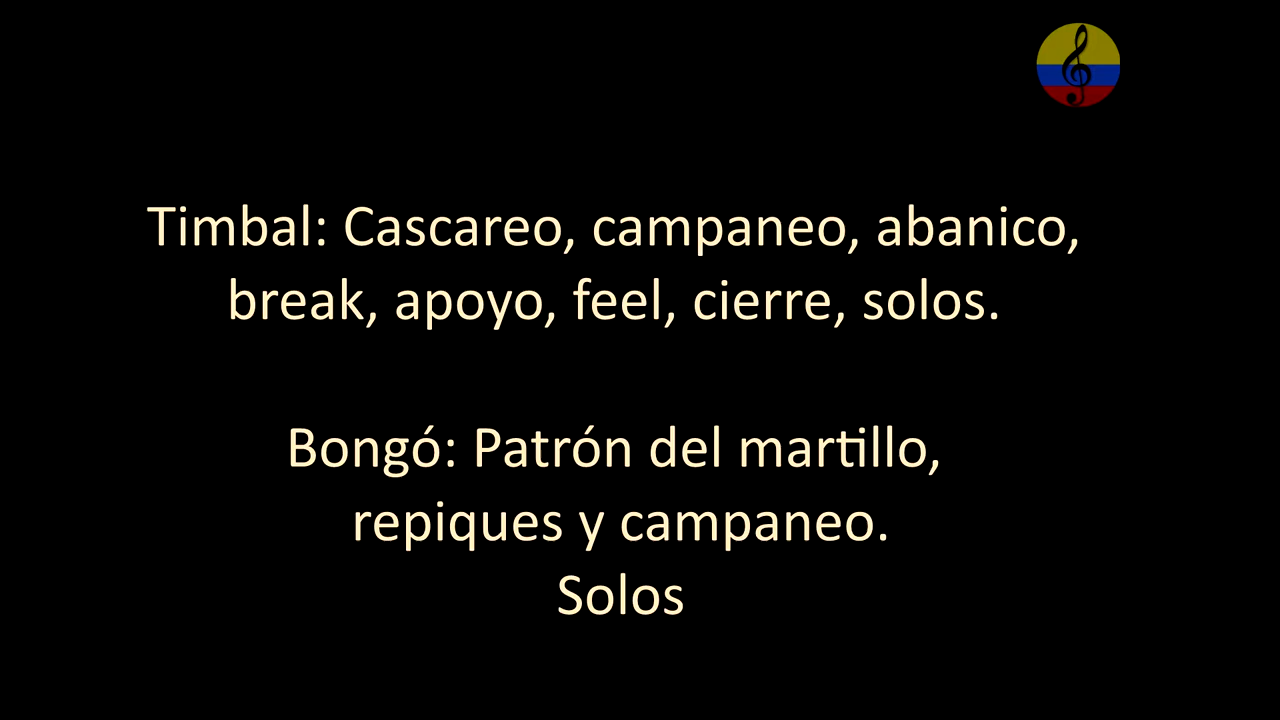 Timbal: Cascareo, campaneo, abanico,
break, apoyo, feel, cierre, solos.
Bongó: Patrón del martillo,
repiques y campaneo.
Solos